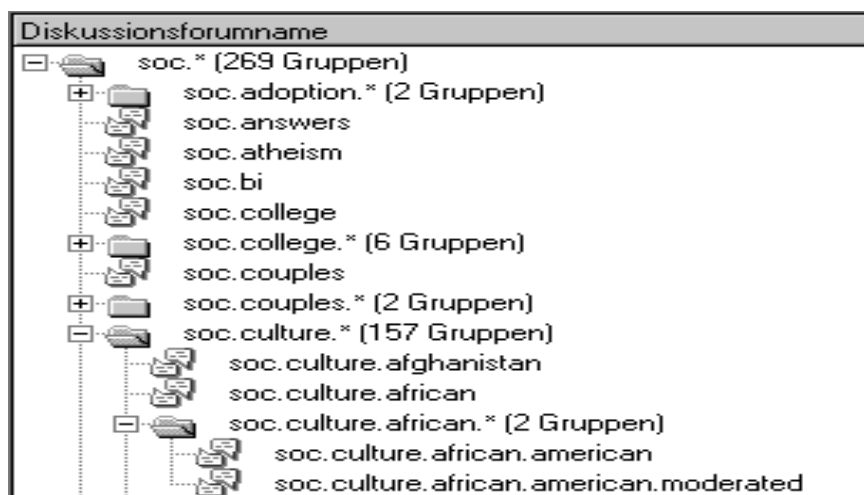 Diskussionsforumname
soc.* (269 Gruppen)
soc.adoption.* (2 Gruppen)
soc.answers
soc.atheism
soc.bi
soc.college
soc.college.* (6 Gruppen)
soc.couples
soc.couples.* (2 Gruppen)
soc.culture.* (157 Gruppen)
soc.culture.afghanistan
soc.culture.african
soc.culture.african.* (2 Gruppen)
soc.culture.african.american
soc.culture.african.american.moderated